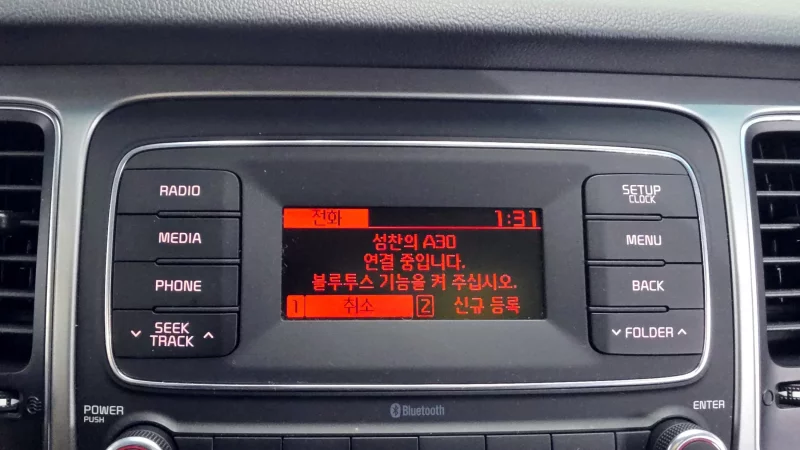 RADIO
MEDIA
PHONE
SEEK
TRACK
전화 1:31
섬찬의 A30
연결 중입니다.
블루투스 기능을 켜 주십시오.
1 취소 2 신규 등록
SETUP
CLOCK
MENU
BACK
FOLDER
POWER
PUSH
Bluetooth
ENTER